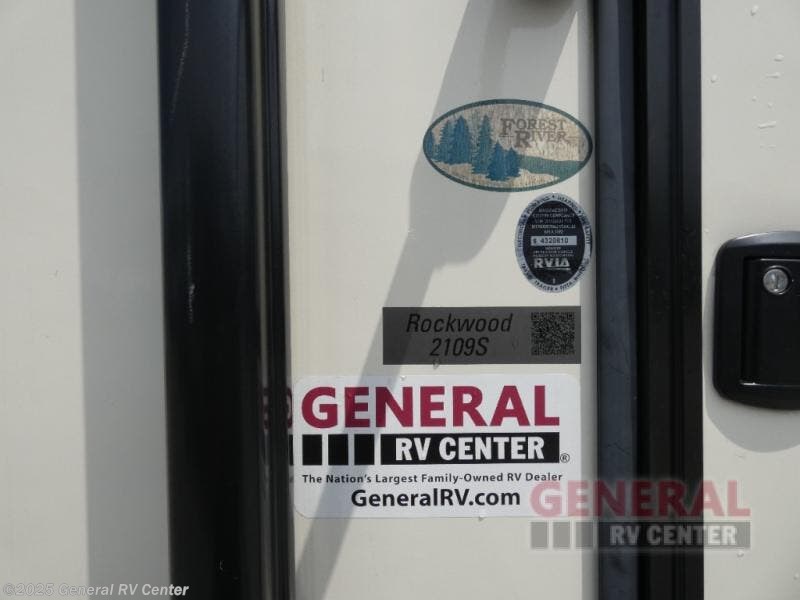 FOREST
RIVER
4320610
RVIA
Rockwood
2109S
GENERAL
RV CENTER®
The Nation's Largest Family-Owned RV Dealer
GeneralRV.com
GENERAL
RV CENTER
©2025 General RV Center